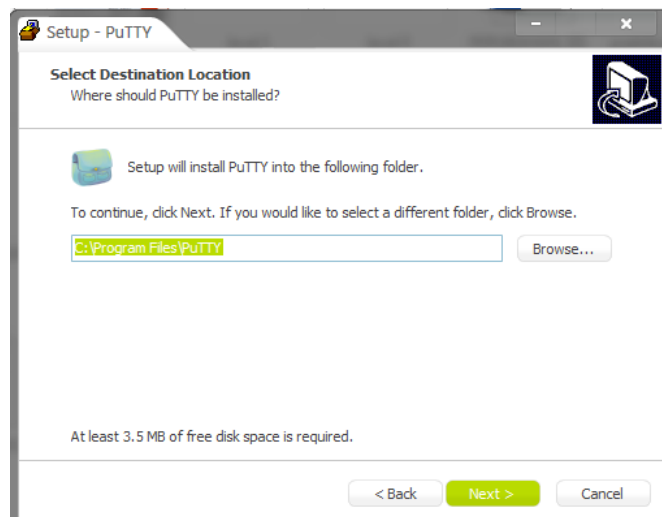 Setup - PuTTY
Select Destination Location
Where should PuTTY be installed?
Setup will install PuTTY into the following folder.
To continue, click Next. If you would like to select a different folder, click Browse.
C:\Program Files\PuTTY
Browse...
At least 3.5 MB of free disk space is required.
< Back
Next >
Cancel